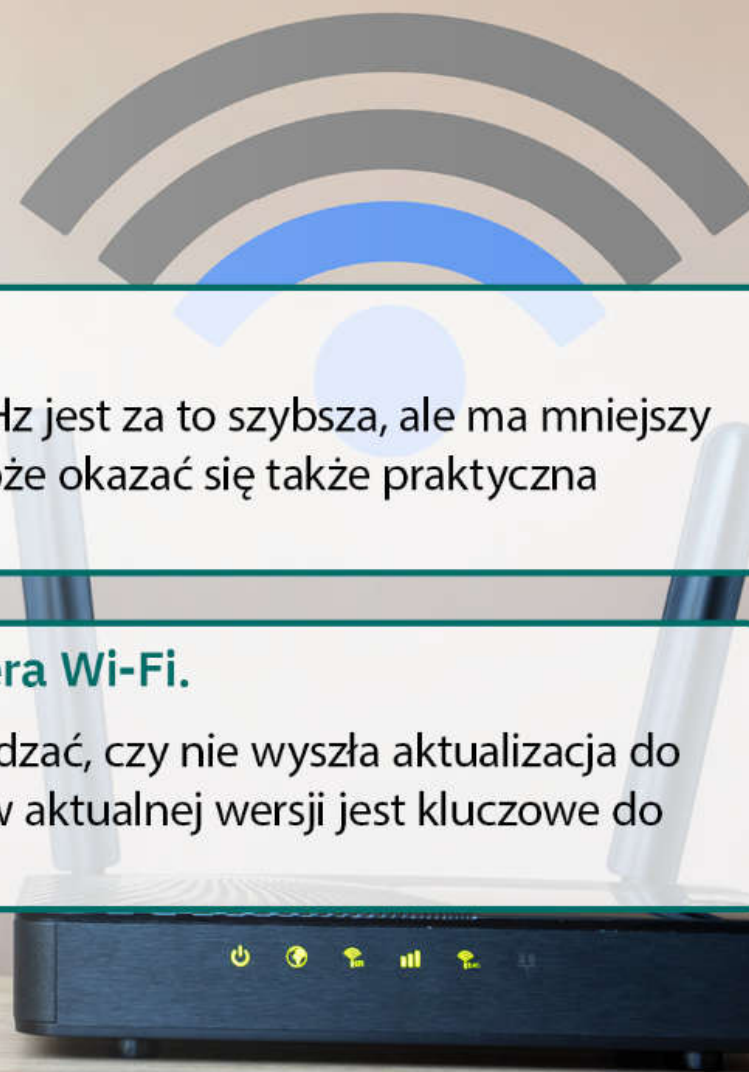 Hz jest za to szybsza, ale ma mniejszy
oże okazać się także praktyczna
era Wi-Fi.
dzać, czy nie wyszła aktualizacja do
w aktualnej wersji jest kluczowe do